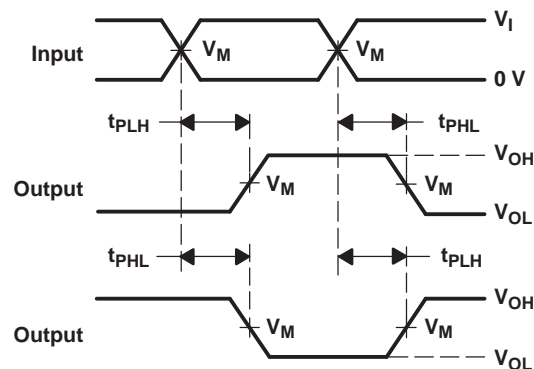 V_I
Input
V_M
V_M
0 V
t_PLH
t_PHL
V_OH
Output
V_M
V_M
V_OL
t_PHL
t_PLH
V_OH
Output
V_M
V_M
V_OL